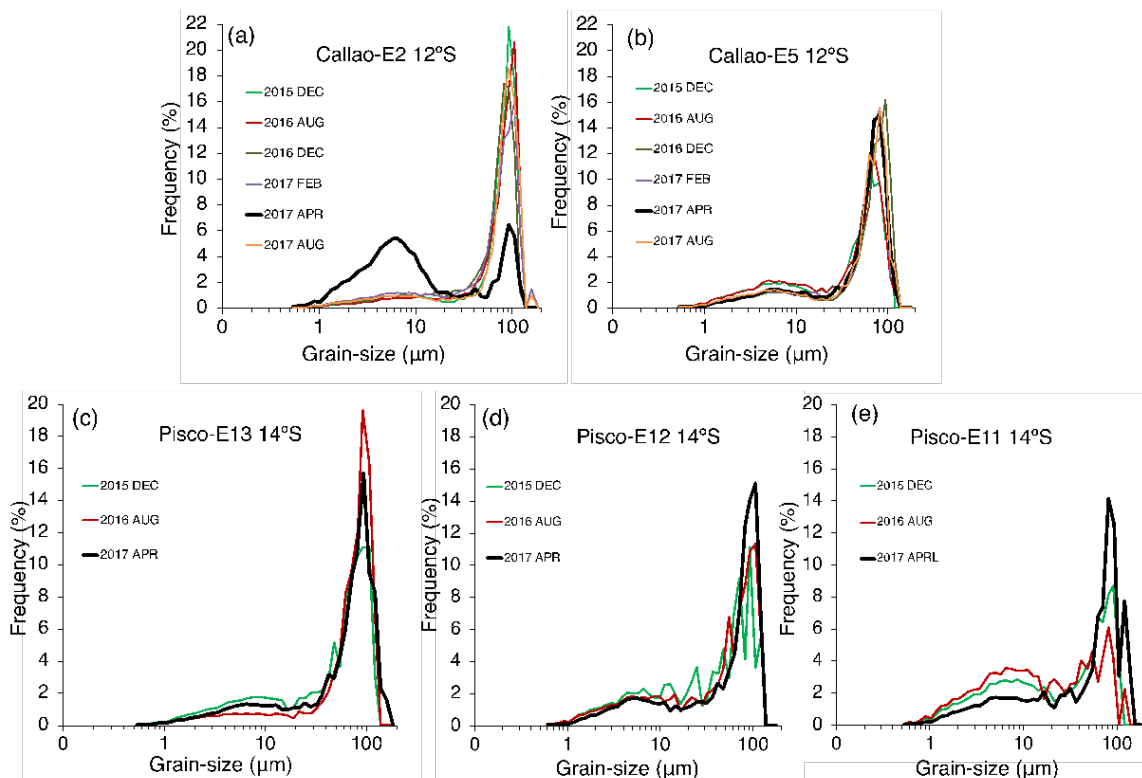 (a)
Callao-E2 12ºS
Frequency (%)
22
20
18
16
14
12
10
8
6
4
2
0
2015 DEC
2016 AUG
2016 DEC
2017 FEB
2017 APR
2017 AUG
0 1 10 100
Grain-size (µm)
(b)
Callao-E5 12ºS
Frequency (%)
22
20
18
16
14
12
10
8
6
4
2
0
2015 DEC
2016 AUG
2016 DEC
2017 FEB
2017 APR
2017 AUG
0 1 10 100
Grain-size (µm)
(c)
Pisco-E13 14ºS
Frequency (%)
20
18
16
14
12
10
8
6
4
2
0
2015 DEC
2016 AUG
2017 APR
0 1 10 100
Grain-size (µm)
(d)
Pisco-E12 14ºS
Frequency (%)
20
18
16
14
12
10
8
6
4
2
0
2015 DEC
2016 AUG
2017 APR
0 1 10 100
Grain-size (µm)
(e)
Pisco-E11 14ºS
Frequency (%)
20
18
16
14
12
10
8
6
4
2
0
2015 DEC
2016 AUG
2017 APRL
0 1 10 100
Grain-size (µm)